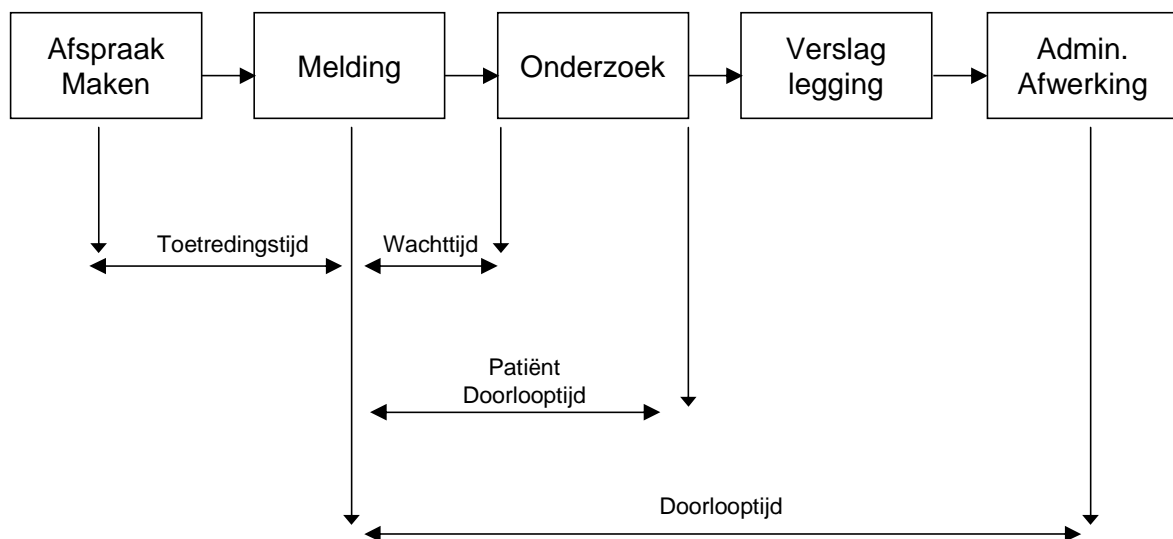 Afspraak
Maken
Melding
Onderzoek
Verslag
legging
Admin.
Afwerking
Toetredingstijd
Wachttijd
Patiënt
Doorlooptijd
Doorlooptijd